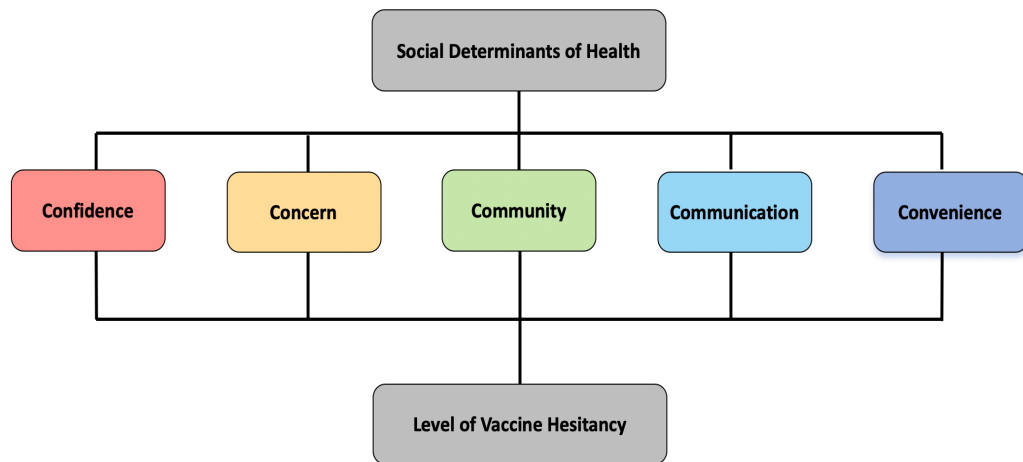 Social Determinants of Health
Confidence
Concern
Community
Communication
Convenience
Level of Vaccine Hesitancy